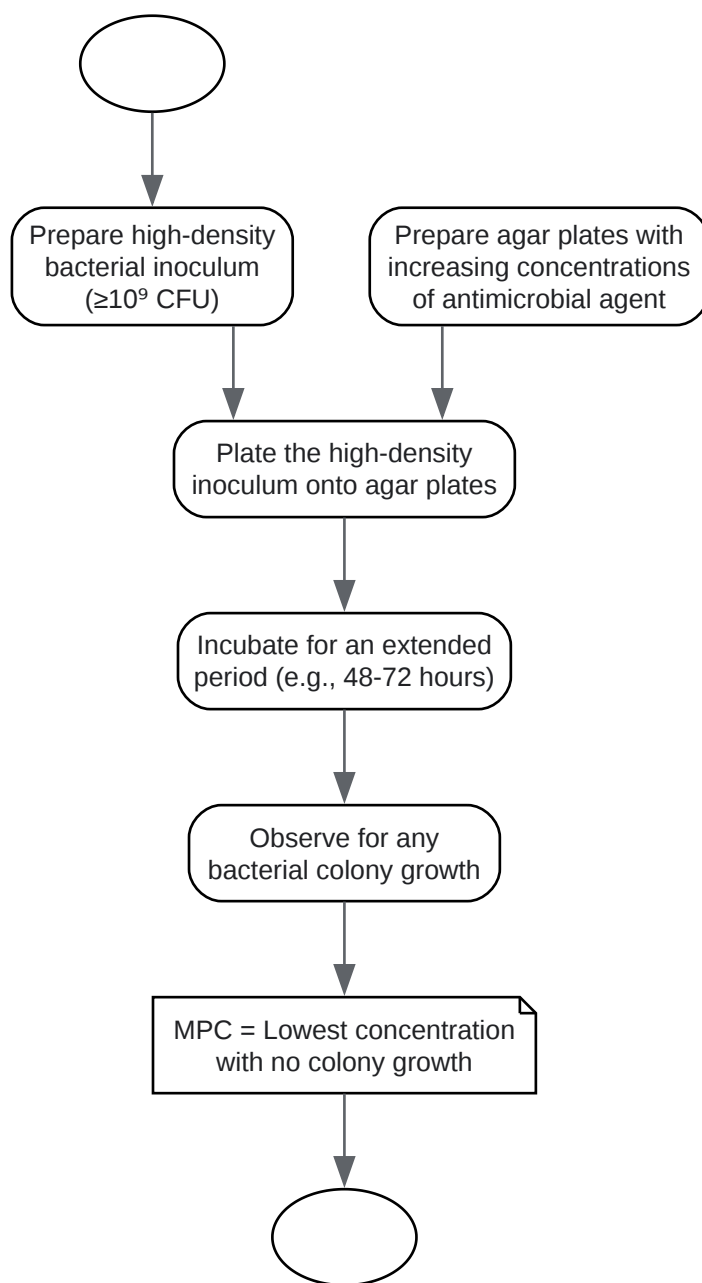 Prepare high-density
bacterial inoculum
(≥10⁹ CFU)
Prepare agar plates with
increasing concentrations
of antimicrobial agent
Plate the high-density
inoculum onto agar plates
Incubate for an extended
period (e.g., 48-72 hours)
Observe for any
bacterial colony growth
MPC = Lowest concentration
with no colony growth